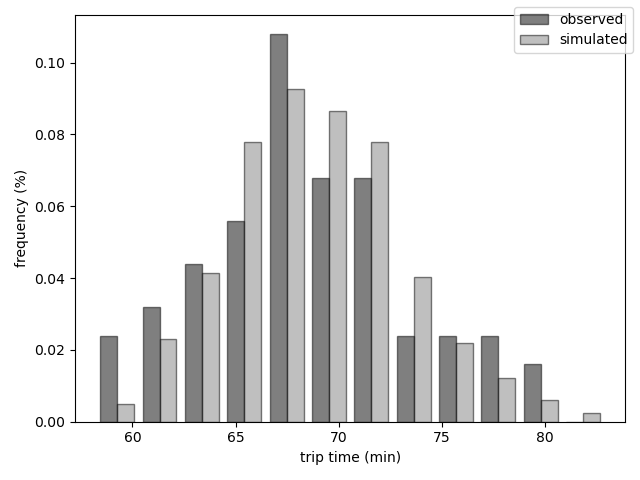 observed
simulated
0.10
0.08
0.06
0.04
0.02
0.00
frequency (%)
60 65 70 75 80
trip time (min)